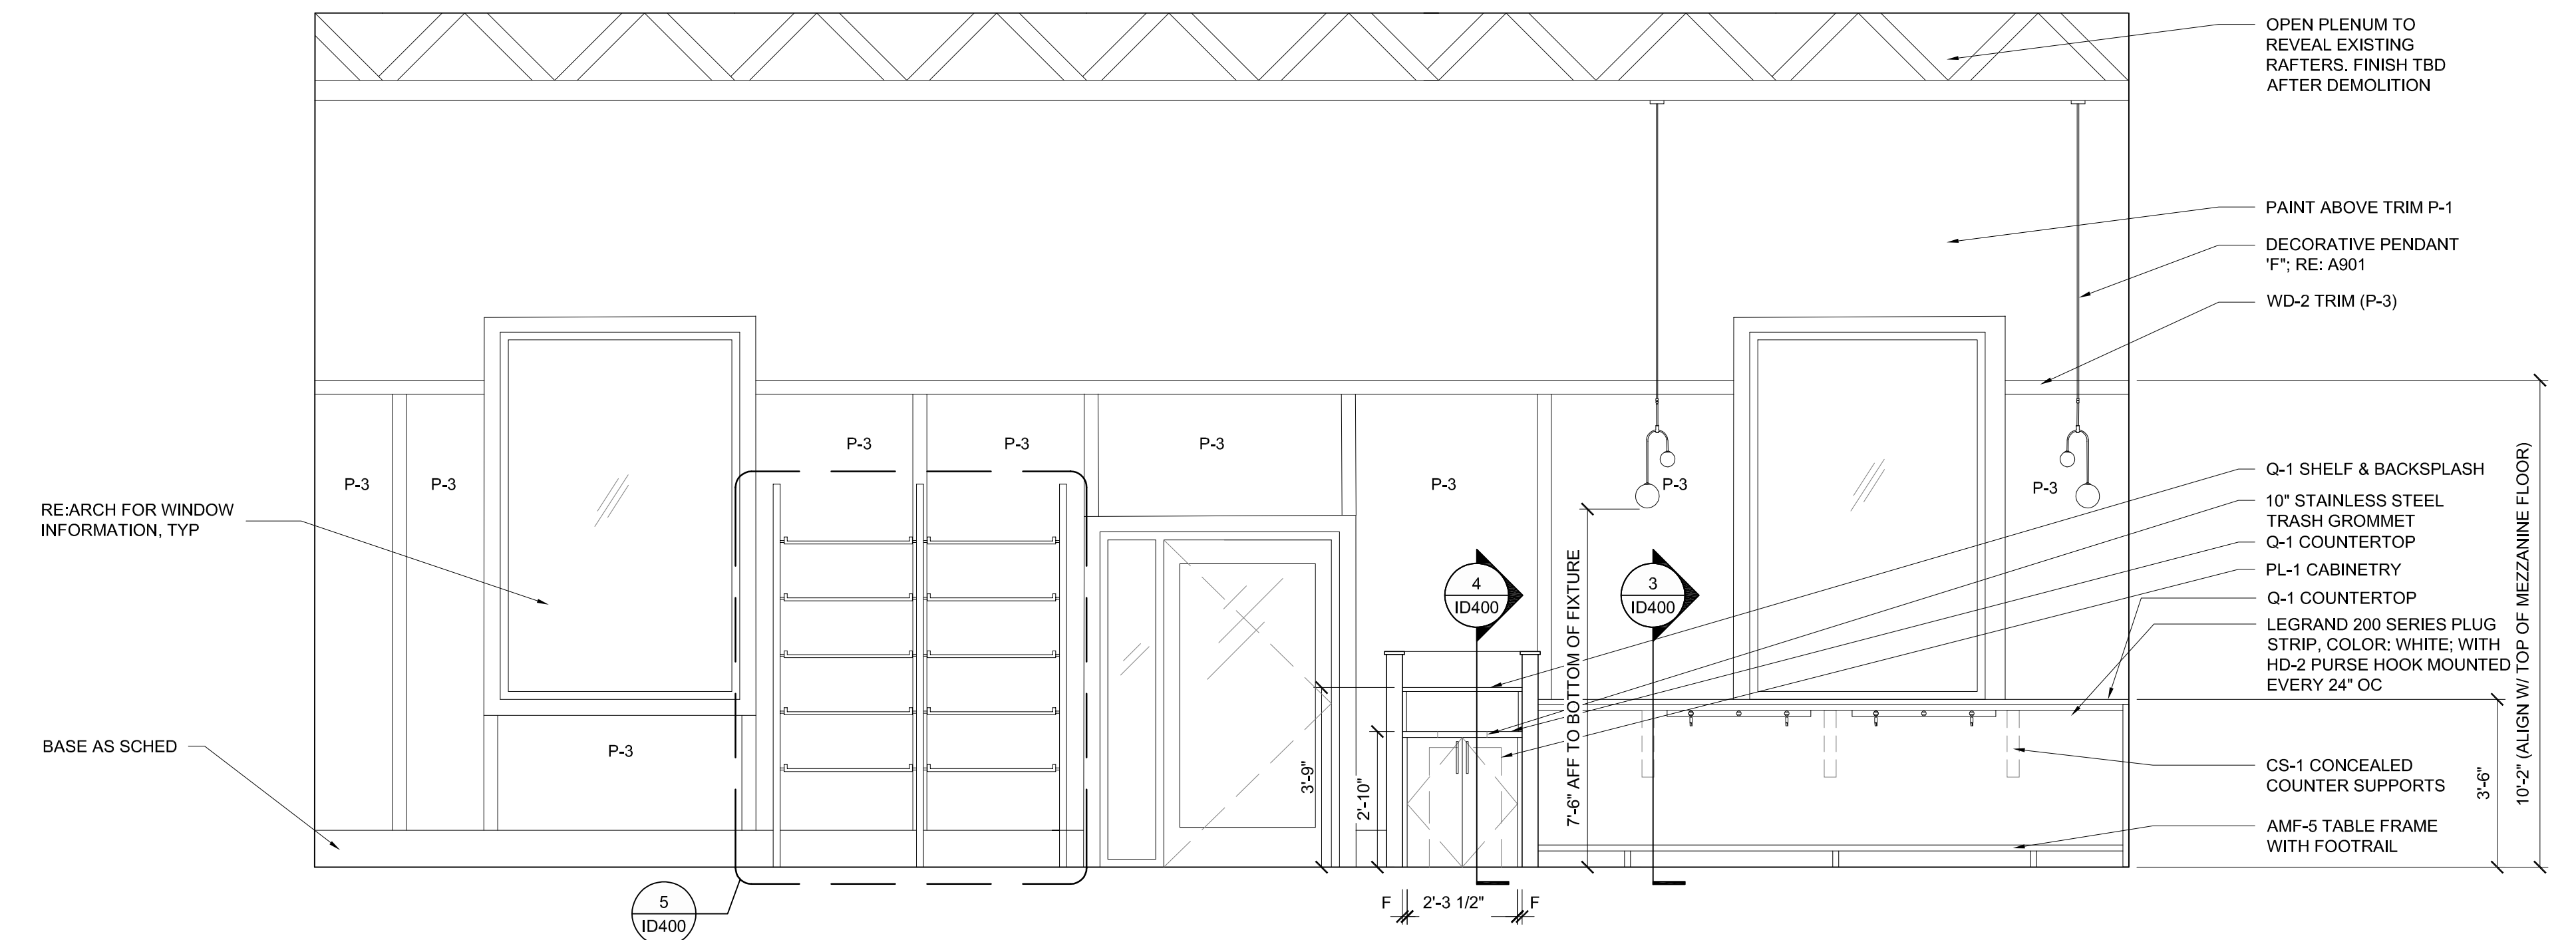 OPEN PLENUM TO
REVEAL EXISTING
RAFTERS. FINISH TBD
AFTER DEMOLITION
PAINT ABOVE TRIM P-1
DECORATIVE PENDANT
'F"; RE: A901
WD-2 TRIM (P-3)
P-3
P-3
P-3
P-3
P-3
P-3
P-3
P-3
Q-1 SHELF & BACKSPLASH
10" STAINLESS STEEL
TRASH GROMMET
Q-1 COUNTERTOP
PL-1 CABINETRY
Q-1 COUNTERTOP
LEGRAND 200 SERIES PLUG
STRIP, COLOR: WHITE; WITH
HD-2 PURSE HOOK MOUNTED
EVERY 24" OC
RE:ARCH FOR WINDOW
INFORMATION, TYP
4
ID400
3
ID400
7'-6" AFF TO BOTTOM OF FIXTURE
10'-2" (ALIGN W/ TOP OF MEZZANINE FLOOR)
BASE AS SCHED
P-3
3'-9"
2'-10"
3'-6"
CS-1 CONCEALED
COUNTER SUPPORTS
AMF-5 TABLE FRAME
WITH FOOTRAIL
5
ID400
F
2'-3 1/2"
F